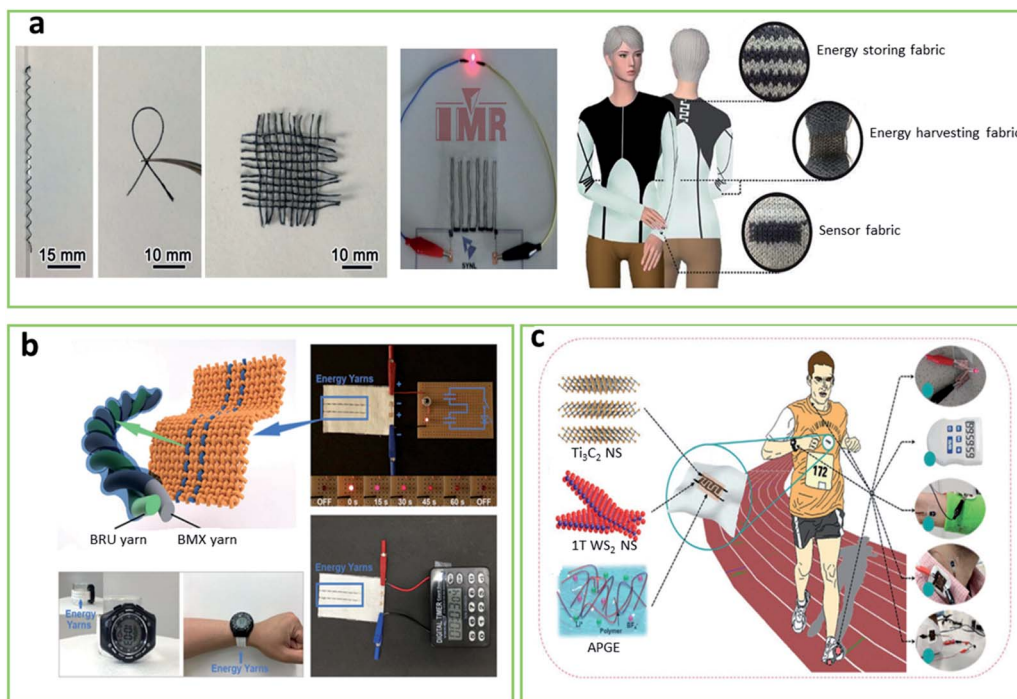 a
IMR
SYNL
15 mm
10 mm
10 mm
Energy storing fabric
Energy harvesting fabric
Sensor fabric
b
Energy Yarns
+
-
+
-
OFF
0 s
15 s
30 s
45 s
60 s
OFF
BRU yarn
BMX yarn
Energy
Yarns
Energy Yarns
Energy Yarns
DIGITAL TIMER
c
Ti₃C₂ NS
1T WS₂ NS
Polymer
APGE
172